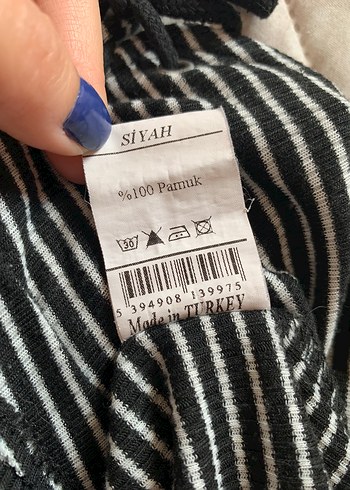 SİYAH
%100 Pamuk
30
5 394908 139975
Made in TURKEY